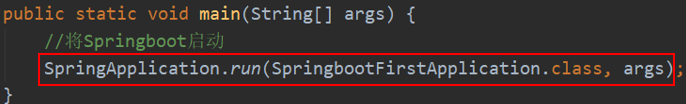 public static void main(String[] args) {
//将Springboot启动
SpringApplication.run(SpringbootFirstApplication.class, args);
}